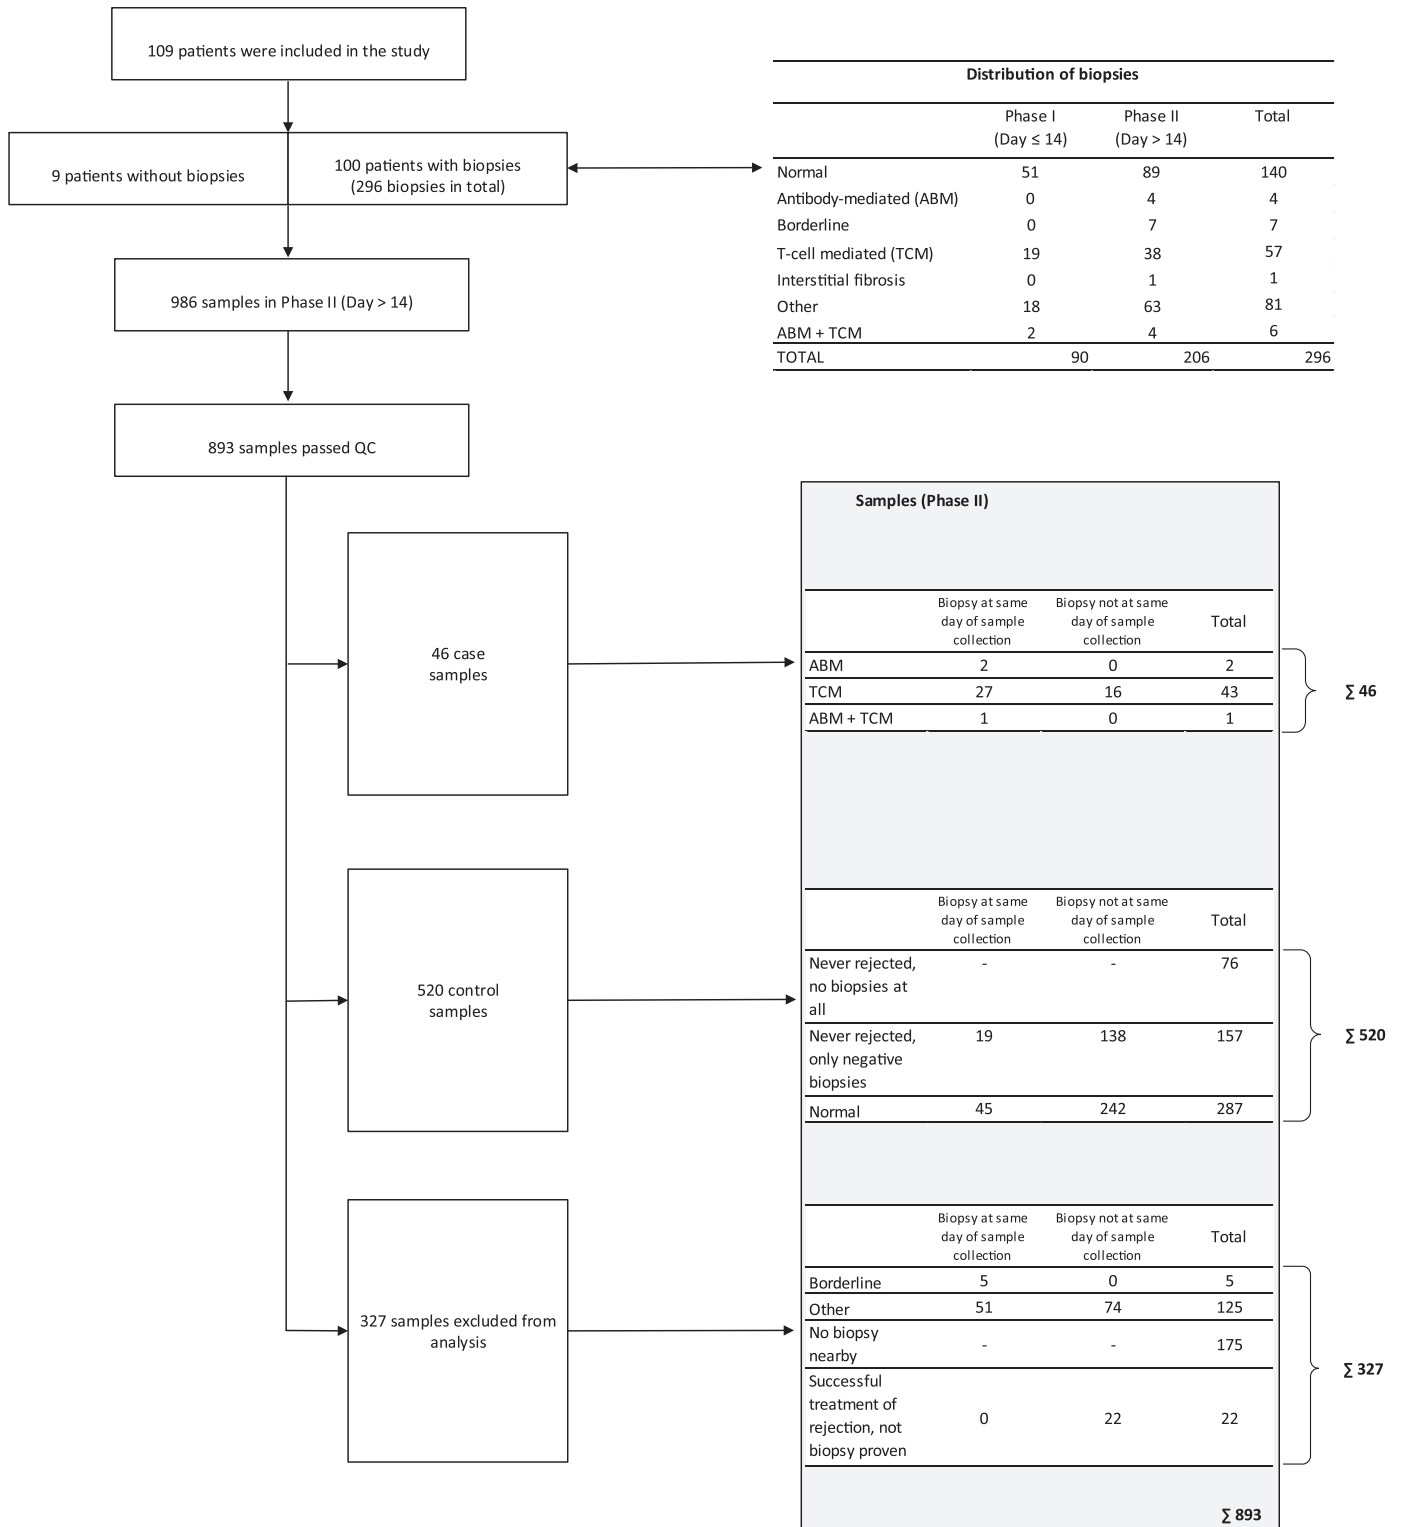 109 patients were included in the study
9 patients without biopsies
100 patients with biopsies
(296 biopsies in total)
986 samples in Phase II (Day > 14)
893 samples passed QC
Distribution of biopsies
Phase I Phase II Total
(Day ≤ 14) (Day > 14)
Normal 51 89 140
Antibody-mediated (ABM) 0 4 4
Borderline 0 7 7
T-cell mediated (TCM) 19 38 57
Interstitial fibrosis 0 1 1
Other 18 63 81
ABM + TCM 2 4 6
TOTAL 90 206 296
46 case
samples
Samples (Phase II)
Biopsy at same Biopsy not at same
day of sample day of sample Total
collection collection
ABM 2 0 2
TCM 27 16 43
ABM + TCM 1 0 1
∑ 46
520 control
samples
Biopsy at same Biopsy not at same
day of sample day of sample Total
collection collection
Never rejected, - - 76
no biopsies at
all
Never rejected, 19 138 157
only negative
biopsies
Normal 45 242 287
∑ 520
327 samples excluded from
analysis
Biopsy at same Biopsy not at same
day of sample day of sample Total
collection collection
Borderline 5 0 5
Other 51 74 125
No biopsy
nearby - - 175
Successful
treatment of
rejection, not 0 22 22
biopsy proven
∑ 327
∑ 893